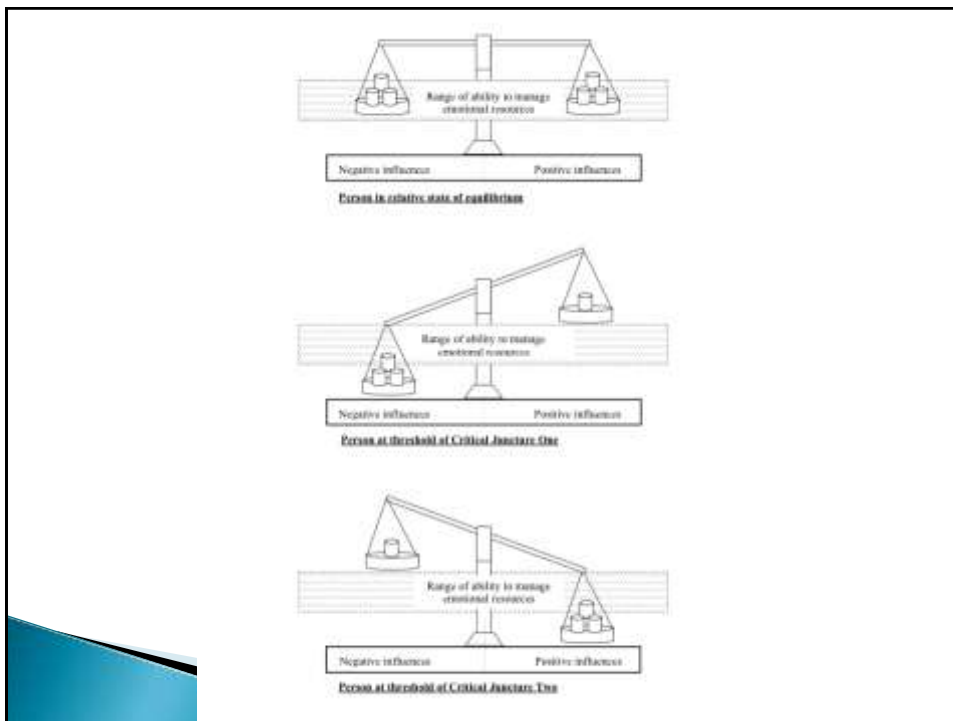 Range of ability to manage
emotional resources
Negative influences Positive influences
Person in relative state of equilibrium
Range of ability to manage
emotional resources
Negative influences Positive influences
Person at threshold of Critical Juncture One
Range of ability to manage
emotional resources
Negative influences Positive influences
Person at threshold of Critical Juncture Two